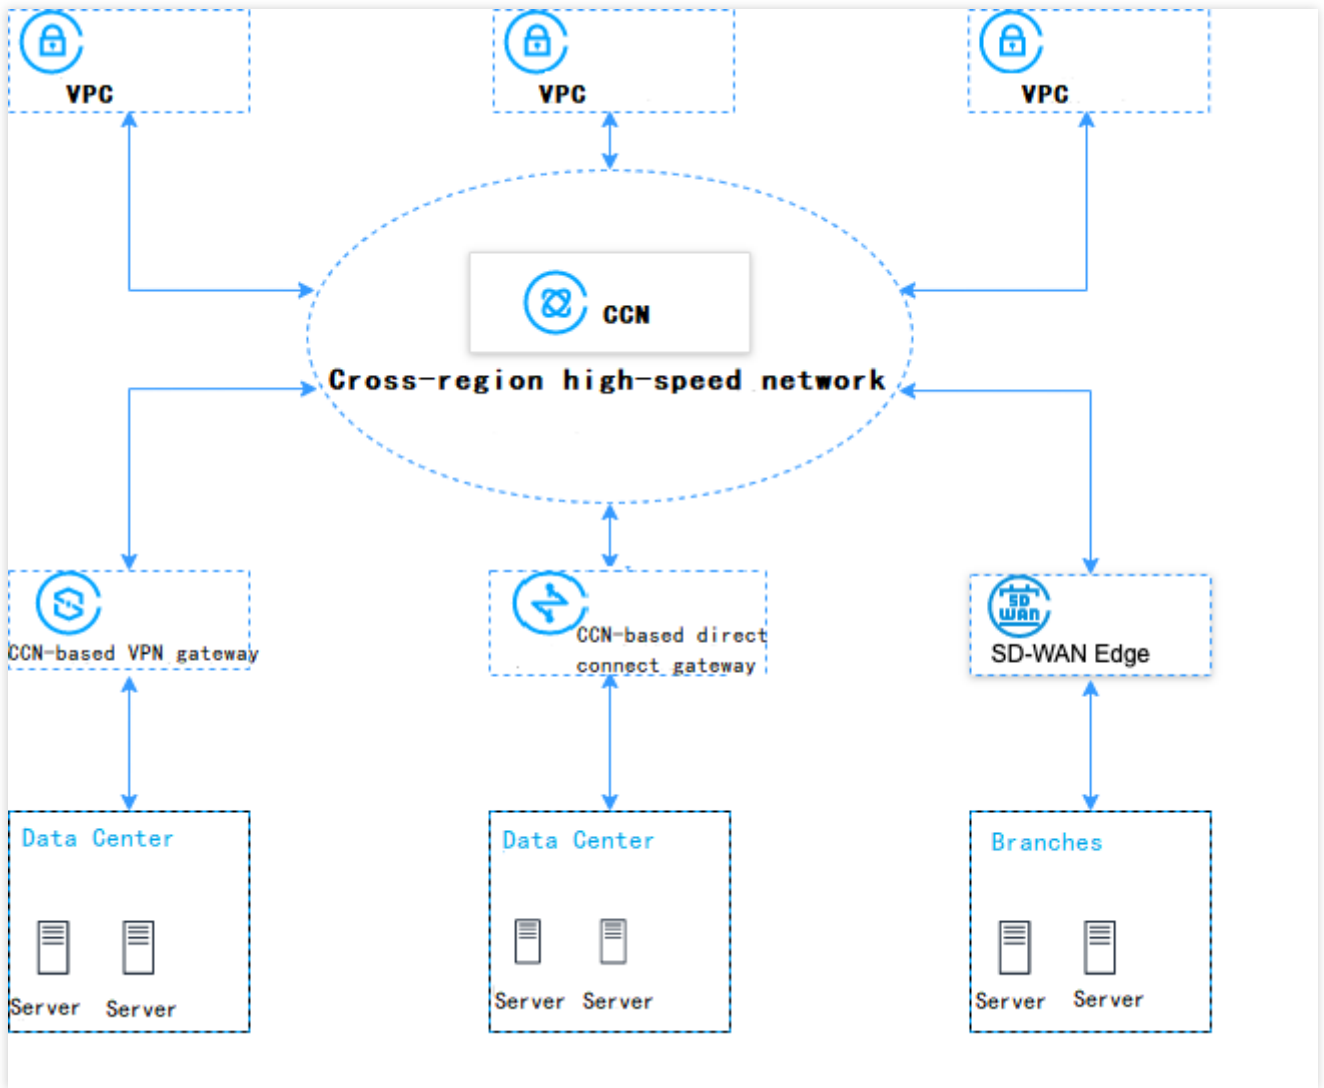 VPC
VPC
VPC
CCN
Cross-region high-speed network
CCN-based VPN gateway
CCN-based direct
connect gateway
SD
WAN
SD-WAN Edge
Data Center
Data Center
Branches
Server
Server
Server
Server
Server
Server